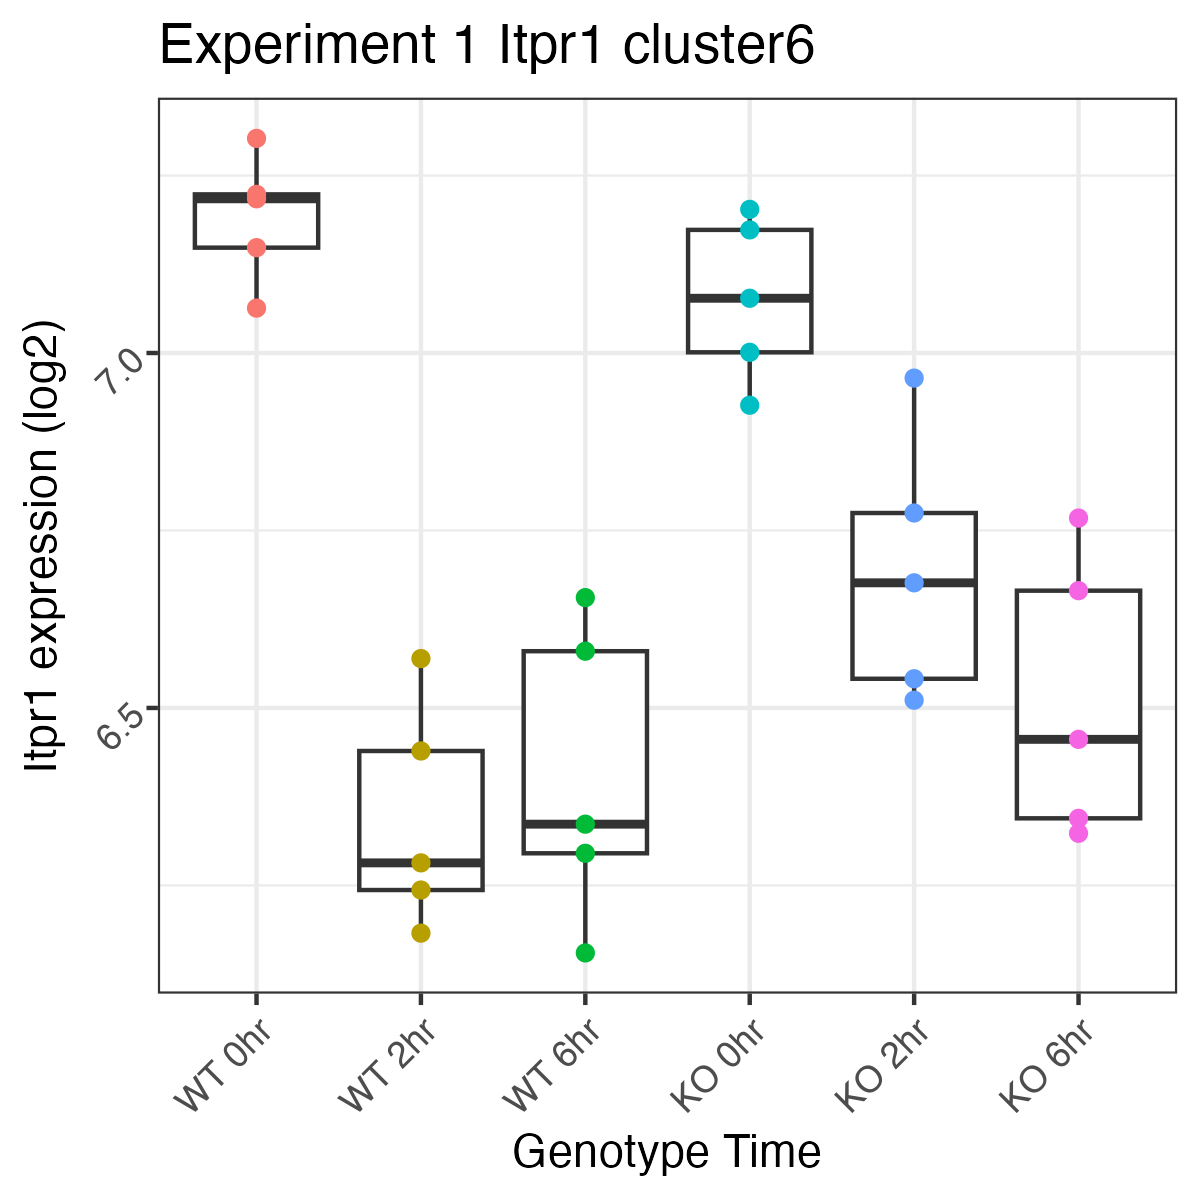 Experiment 1 Itpr1 cluster6
Itpr1 expression (log2)
7.0
6.5
WT 0hr
WT 2hr
WT 6hr
KO 0hr
KO 2hr
KO 6hr
Genotype Time